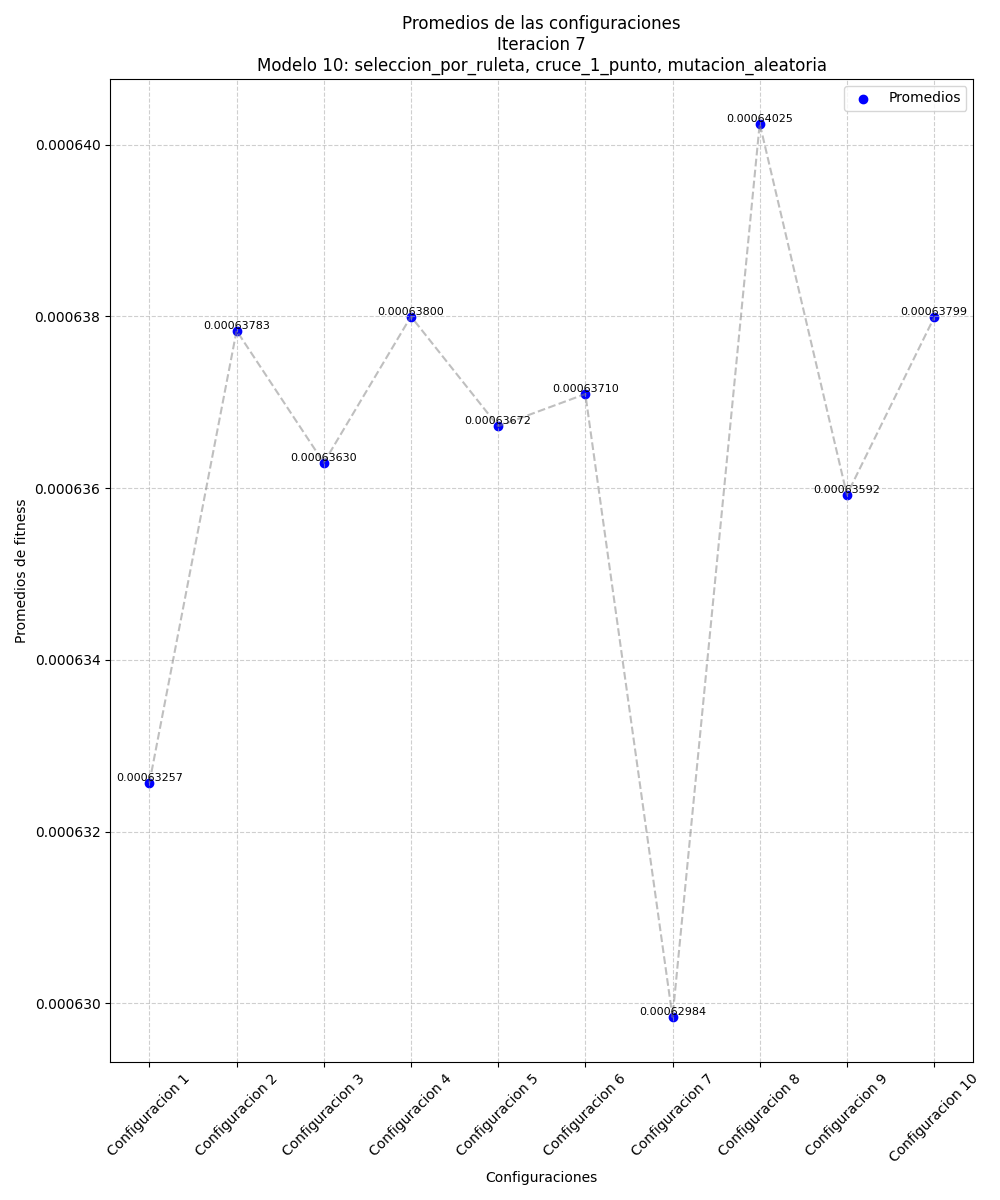 Promedios de las configuraciones
Iteracion 7
Modelo 10: seleccion_por_ruleta, cruce_1_punto, mutacion_aleatoria
Promedios
0.00064025
0.000640
0.00063783
0.00063800
0.00063799
0.000638
0.00063710
0.00063672
0.00063630
0.00063592
0.000636
Promedios de fitness
0.000634
0.00063257
0.000632
0.00062984
0.000630
Configuracion 1
Configuracion 2
Configuracion 3
Configuracion 4
Configuracion 5
Configuracion 6
Configuracion 7
Configuracion 8
Configuracion 9
Configuracion 10
Configuraciones